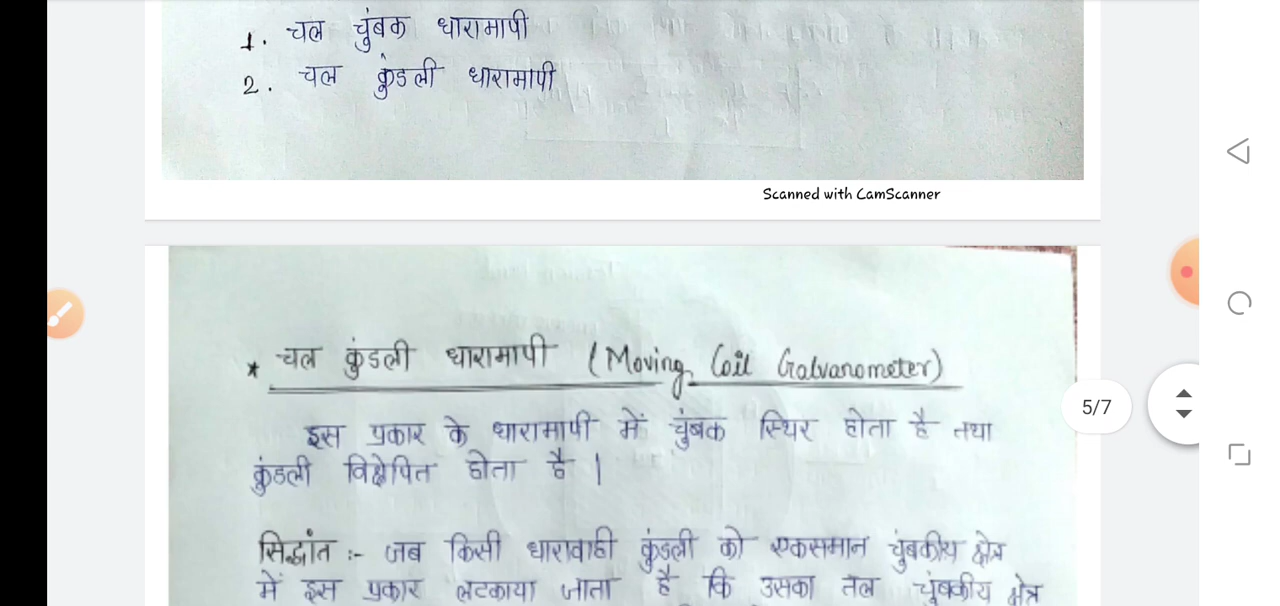 1. चल चुंबक धारामापी
2. चल कुंडली धारामापी
Scanned with CamScanner
* चल कुंडली धारामापी (Moving Coil Galvanometer)
इस प्रकार के धारामापी में चुंबक स्थिर होता है तथा
कुंडली विक्षेपित होता है |
5/7
सिद्धांत :- जब किसी धारावाही कुंडली को एकसमान चुंबकीय क्षेत्र
में इस प्रकार लटकाया जाता है कि उसका तल चुंबकीय क्षेत्र